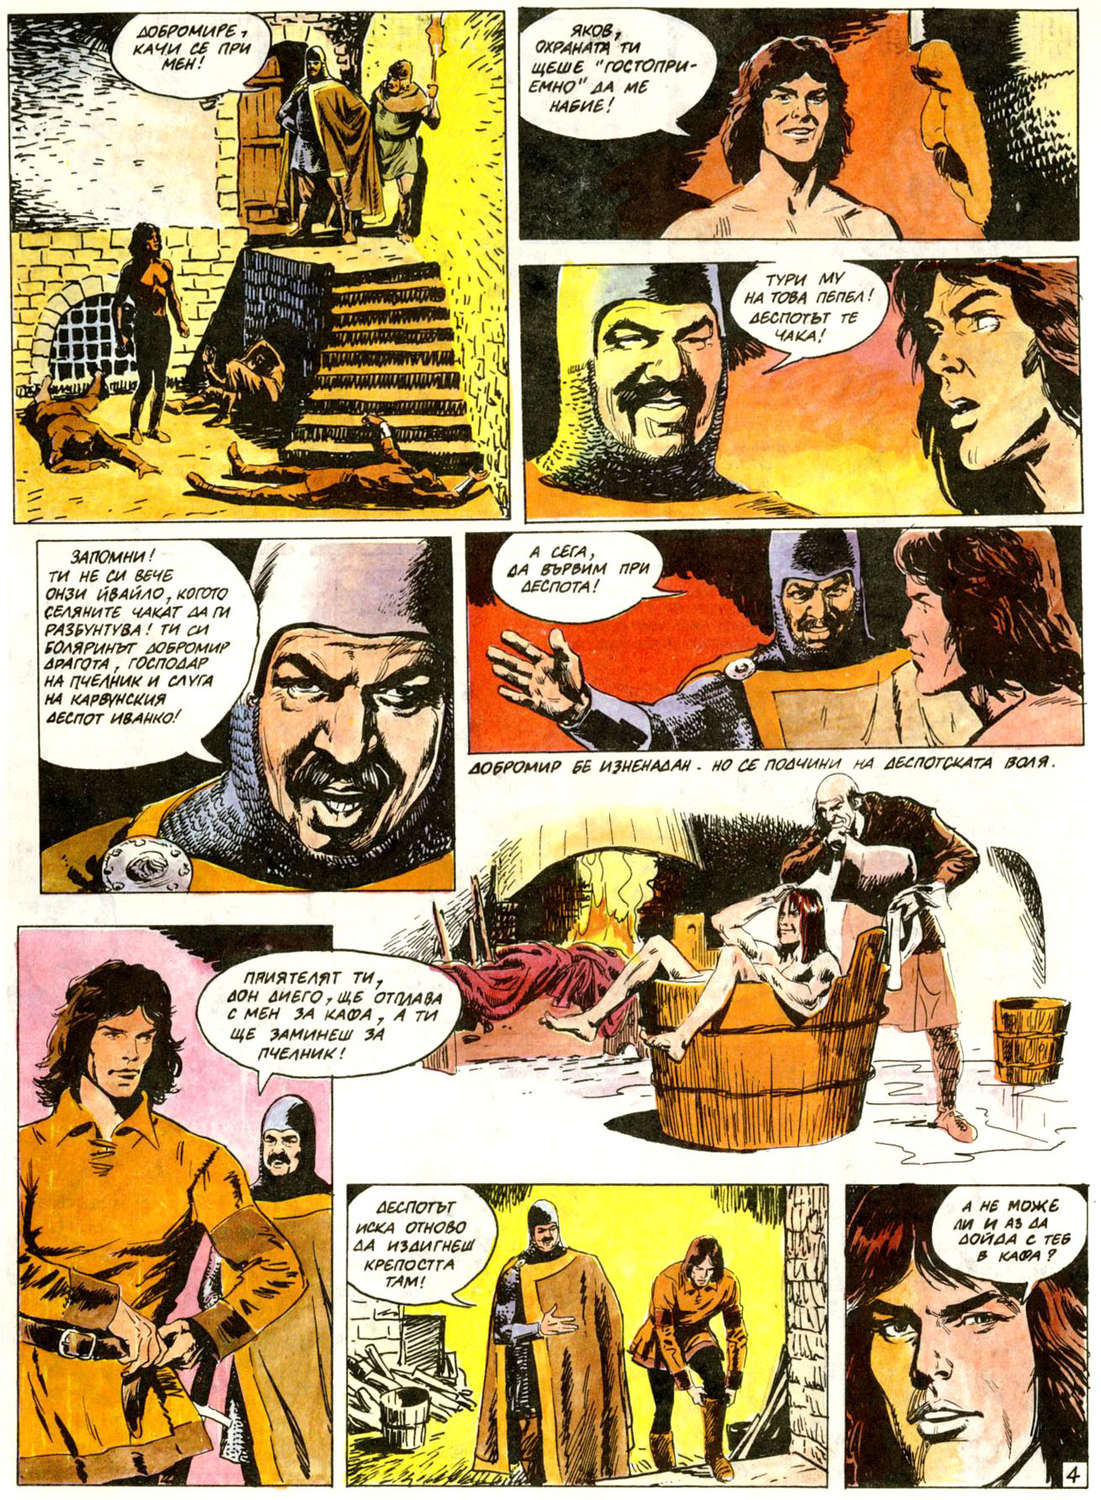 ДОБРОМИРЕ,
КАЧИ СЕ ПРИ
МЕН!
ЯКОВ,
ОХРАНАТА ТИ
ЩЕШЕ "ГОСТОПРИ-
ЕМНО" ДА МЕ
НАБИЕ!
ТУРИ МУ
НА ТОВА ПЕПЕЛ!
ДЕСПОТЪТ ТЕ
ЧАКА!
ЗАПОМНИ!
ТИ НЕ СИ ВЕЧЕ
ОНЗИ ИВАЙЛО, КОГОТО
СЕЛЯНИТЕ ЧАКАТ ДА ГИ
РАЗБУНТУВА! ТИ СИ
БОЛЯРИНЪТ ДОБРОМИР
ДРАГОТА, ГОСПОДАР
НА ПЧЕЛНИК И СЛУГА
НА КАРВУНСКИЯ
ДЕСПОТ ИВАНКО!
А СЕГА,
ДА ВЪРВИМ ПРИ
ДЕСПОТА!
ДОБРОМИР БЕ ИЗНЕНАДАН. НО СЕ ПОДЧИНИ НА ДЕСПОТСКАТА ВОЛЯ.
ПРИЯТЕЛЯТ ТИ,
ДОН ДИЕГО, ЩЕ ОТПЛАВА
С МЕН ЗА КАФА, А ТИ
ЩЕ ЗАМИНЕШ ЗА
ПЧЕЛНИК!
ДЕСПОТЪТ
ИСКА ОТНОВО
ДА ИЗДИГНЕШ
КРЕПОСТТА
ТАМ!
А НЕ МОЖЕ
ЛИ И АЗ ДА
ДОЙДА С ТЕБ
В КАФА?
4